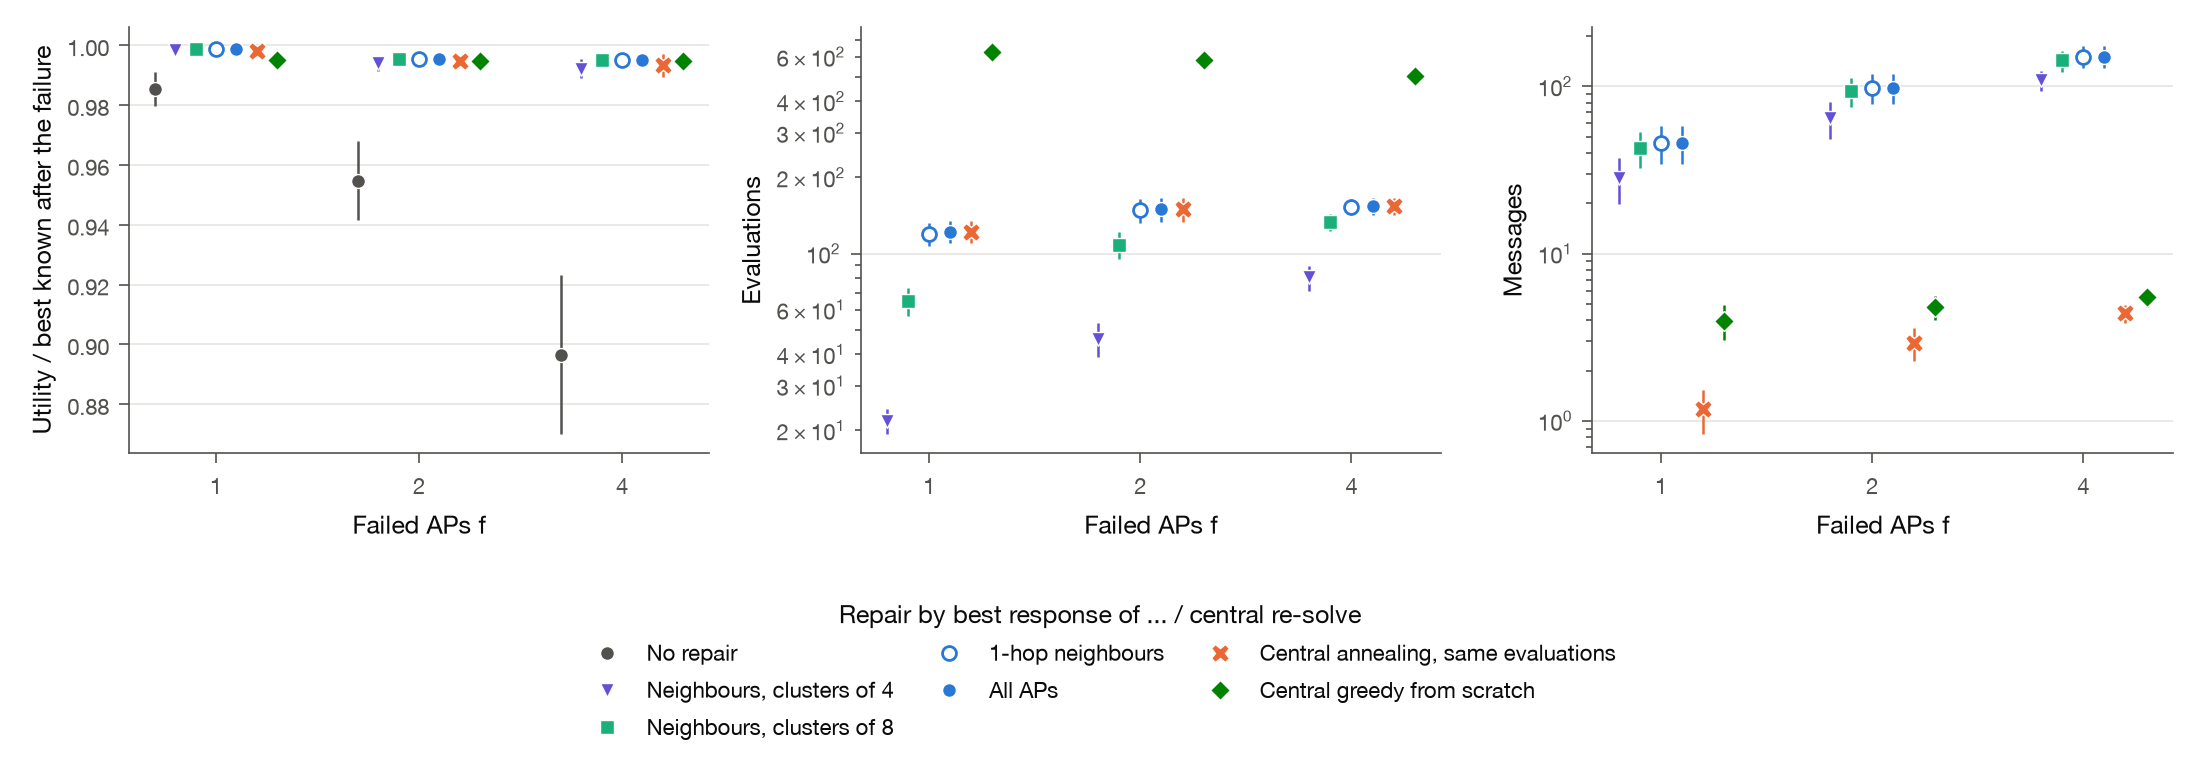 Utility / best known after the failure
1.00
0.98
0.96
0.94
0.92
0.90
0.88
1
2
4
Failed APs f
Evaluations
6 × 10²
4 × 10²
3 × 10²
2 × 10²
10²
6 × 10¹
4 × 10¹
3 × 10¹
2 × 10¹
1
2
4
Failed APs f
Messages
10²
10¹
10⁰
1
2
4
Failed APs f
Repair by best response of ... / central re-solve
No repair
Neighbours, clusters of 4
Neighbours, clusters of 8
1-hop neighbours
All APs
Central annealing, same evaluations
Central greedy from scratch